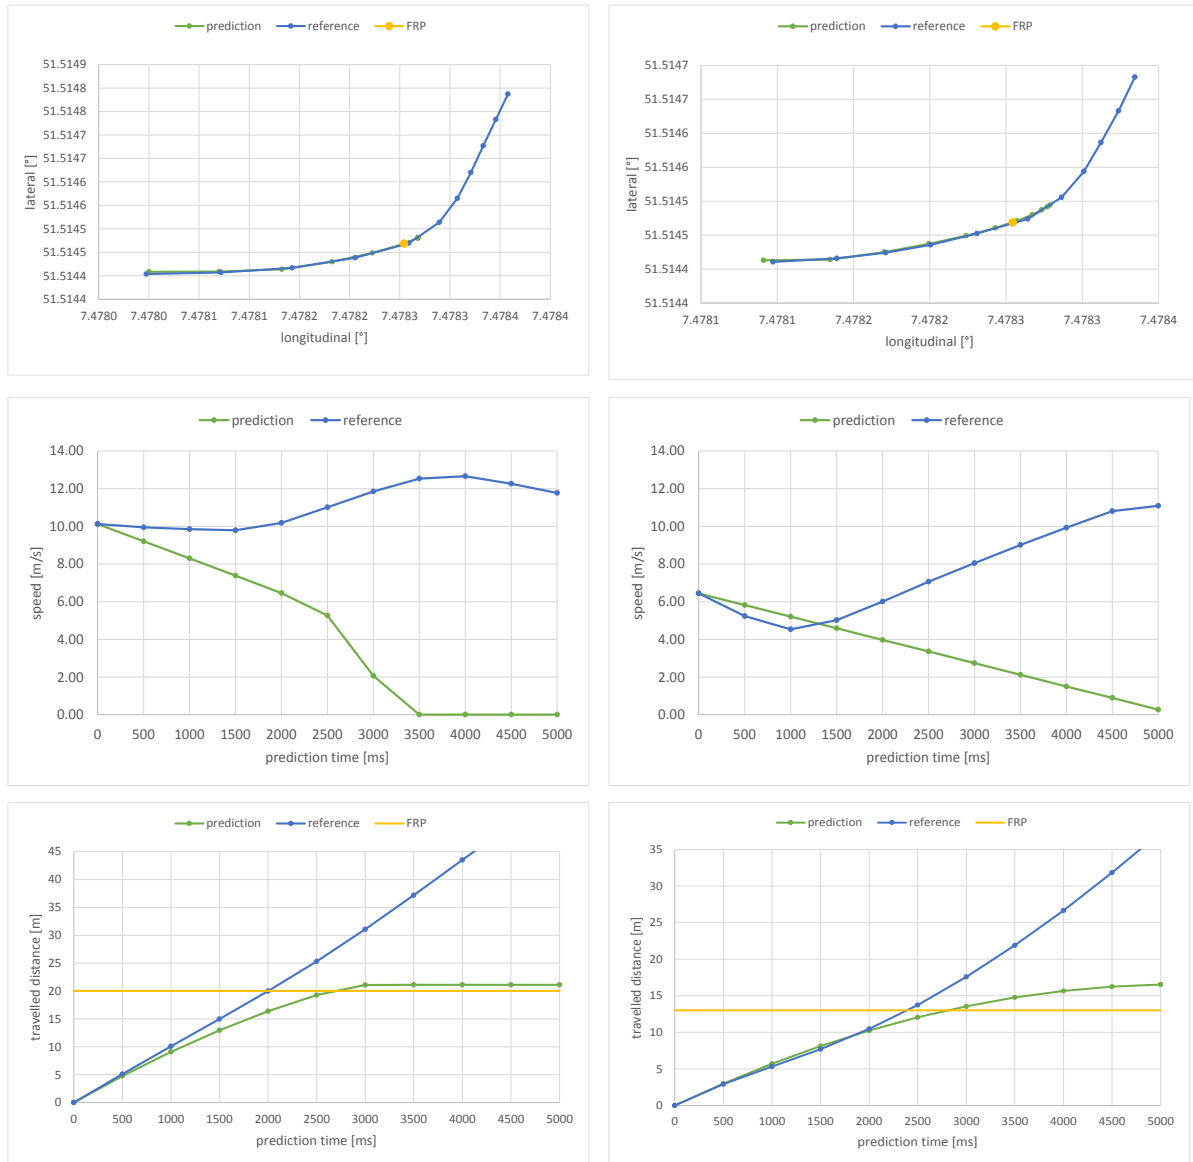 prediction reference FRP
51.5149
51.5148
51.5148
51.5147
51.5147
51.5146
51.5146
51.5145
51.5145
51.5144
51.5144
lateral [°]
7.4780 7.4780 7.4781 7.4781 7.4782 7.4782 7.4783 7.4783 7.4784 7.4784
longitudinal [°]
prediction reference FRP
51.5147
51.5147
51.5146
51.5146
51.5145
51.5145
51.5144
51.5144
lateral [°]
7.4781 7.4781 7.4782 7.4782 7.4783 7.4783 7.4784
longitudinal [°]
prediction reference
14.00
12.00
10.00
8.00
6.00
4.00
2.00
0.00
speed [m/s]
0 500 1000 1500 2000 2500 3000 3500 4000 4500 5000
prediction time [ms]
prediction reference
14.00
12.00
10.00
8.00
6.00
4.00
2.00
0.00
speed [m/s]
0 500 1000 1500 2000 2500 3000 3500 4000 4500 5000
prediction time [ms]
prediction reference FRP
45
40
35
30
25
20
15
10
5
0
travelled distance [m]
0 500 1000 1500 2000 2500 3000 3500 4000 4500 5000
prediction time [ms]
prediction reference FRP
35
30
25
20
15
10
5
0
travelled distance [m]
0 500 1000 1500 2000 2500 3000 3500 4000 4500 5000
prediction time [ms]